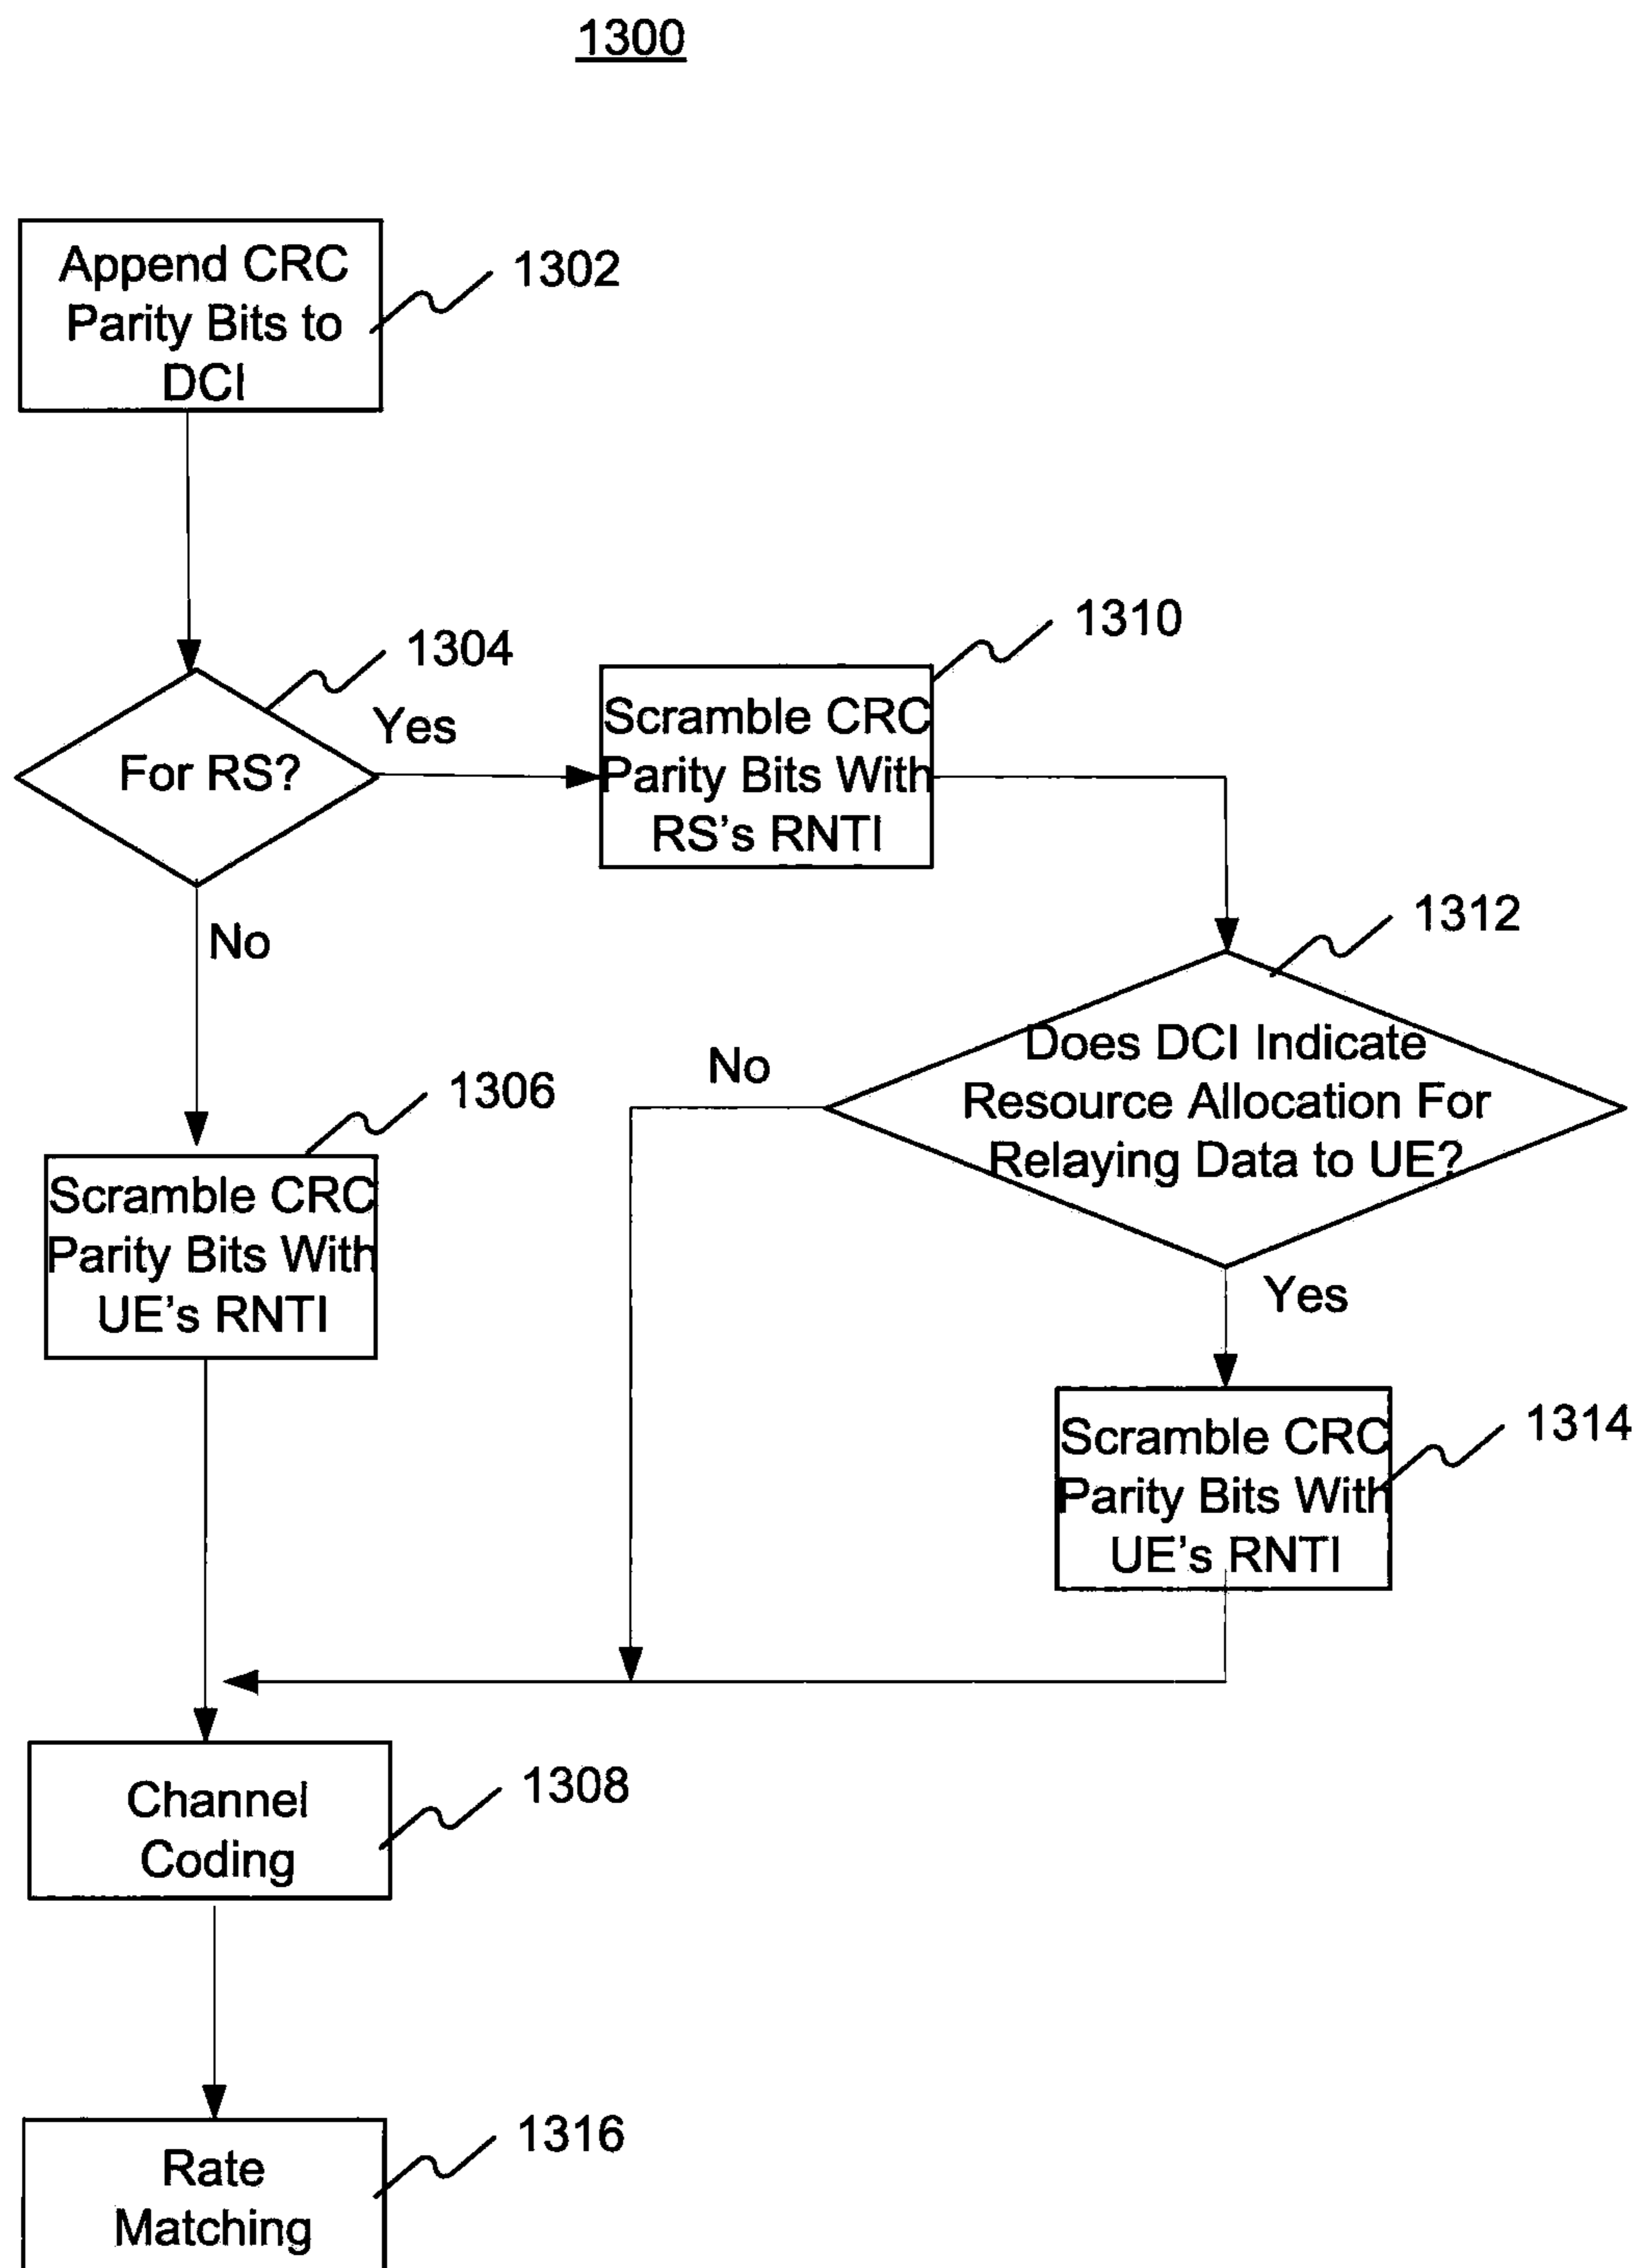 1300
Append CRC
Parity Bits to
DCI
1302
1304
For RS?
Yes
No
1310
Scramble CRC
Parity Bits With
RS's RNTI
1312
Does DCI Indicate
Resource Allocation For
Relaying Data to UE?
No
Yes
1306
Scramble CRC
Parity Bits With
UE's RNTI
1314
Scramble CRC
Parity Bits With
UE's RNTI
Channel
Coding
1308
Rate
Matching
1316